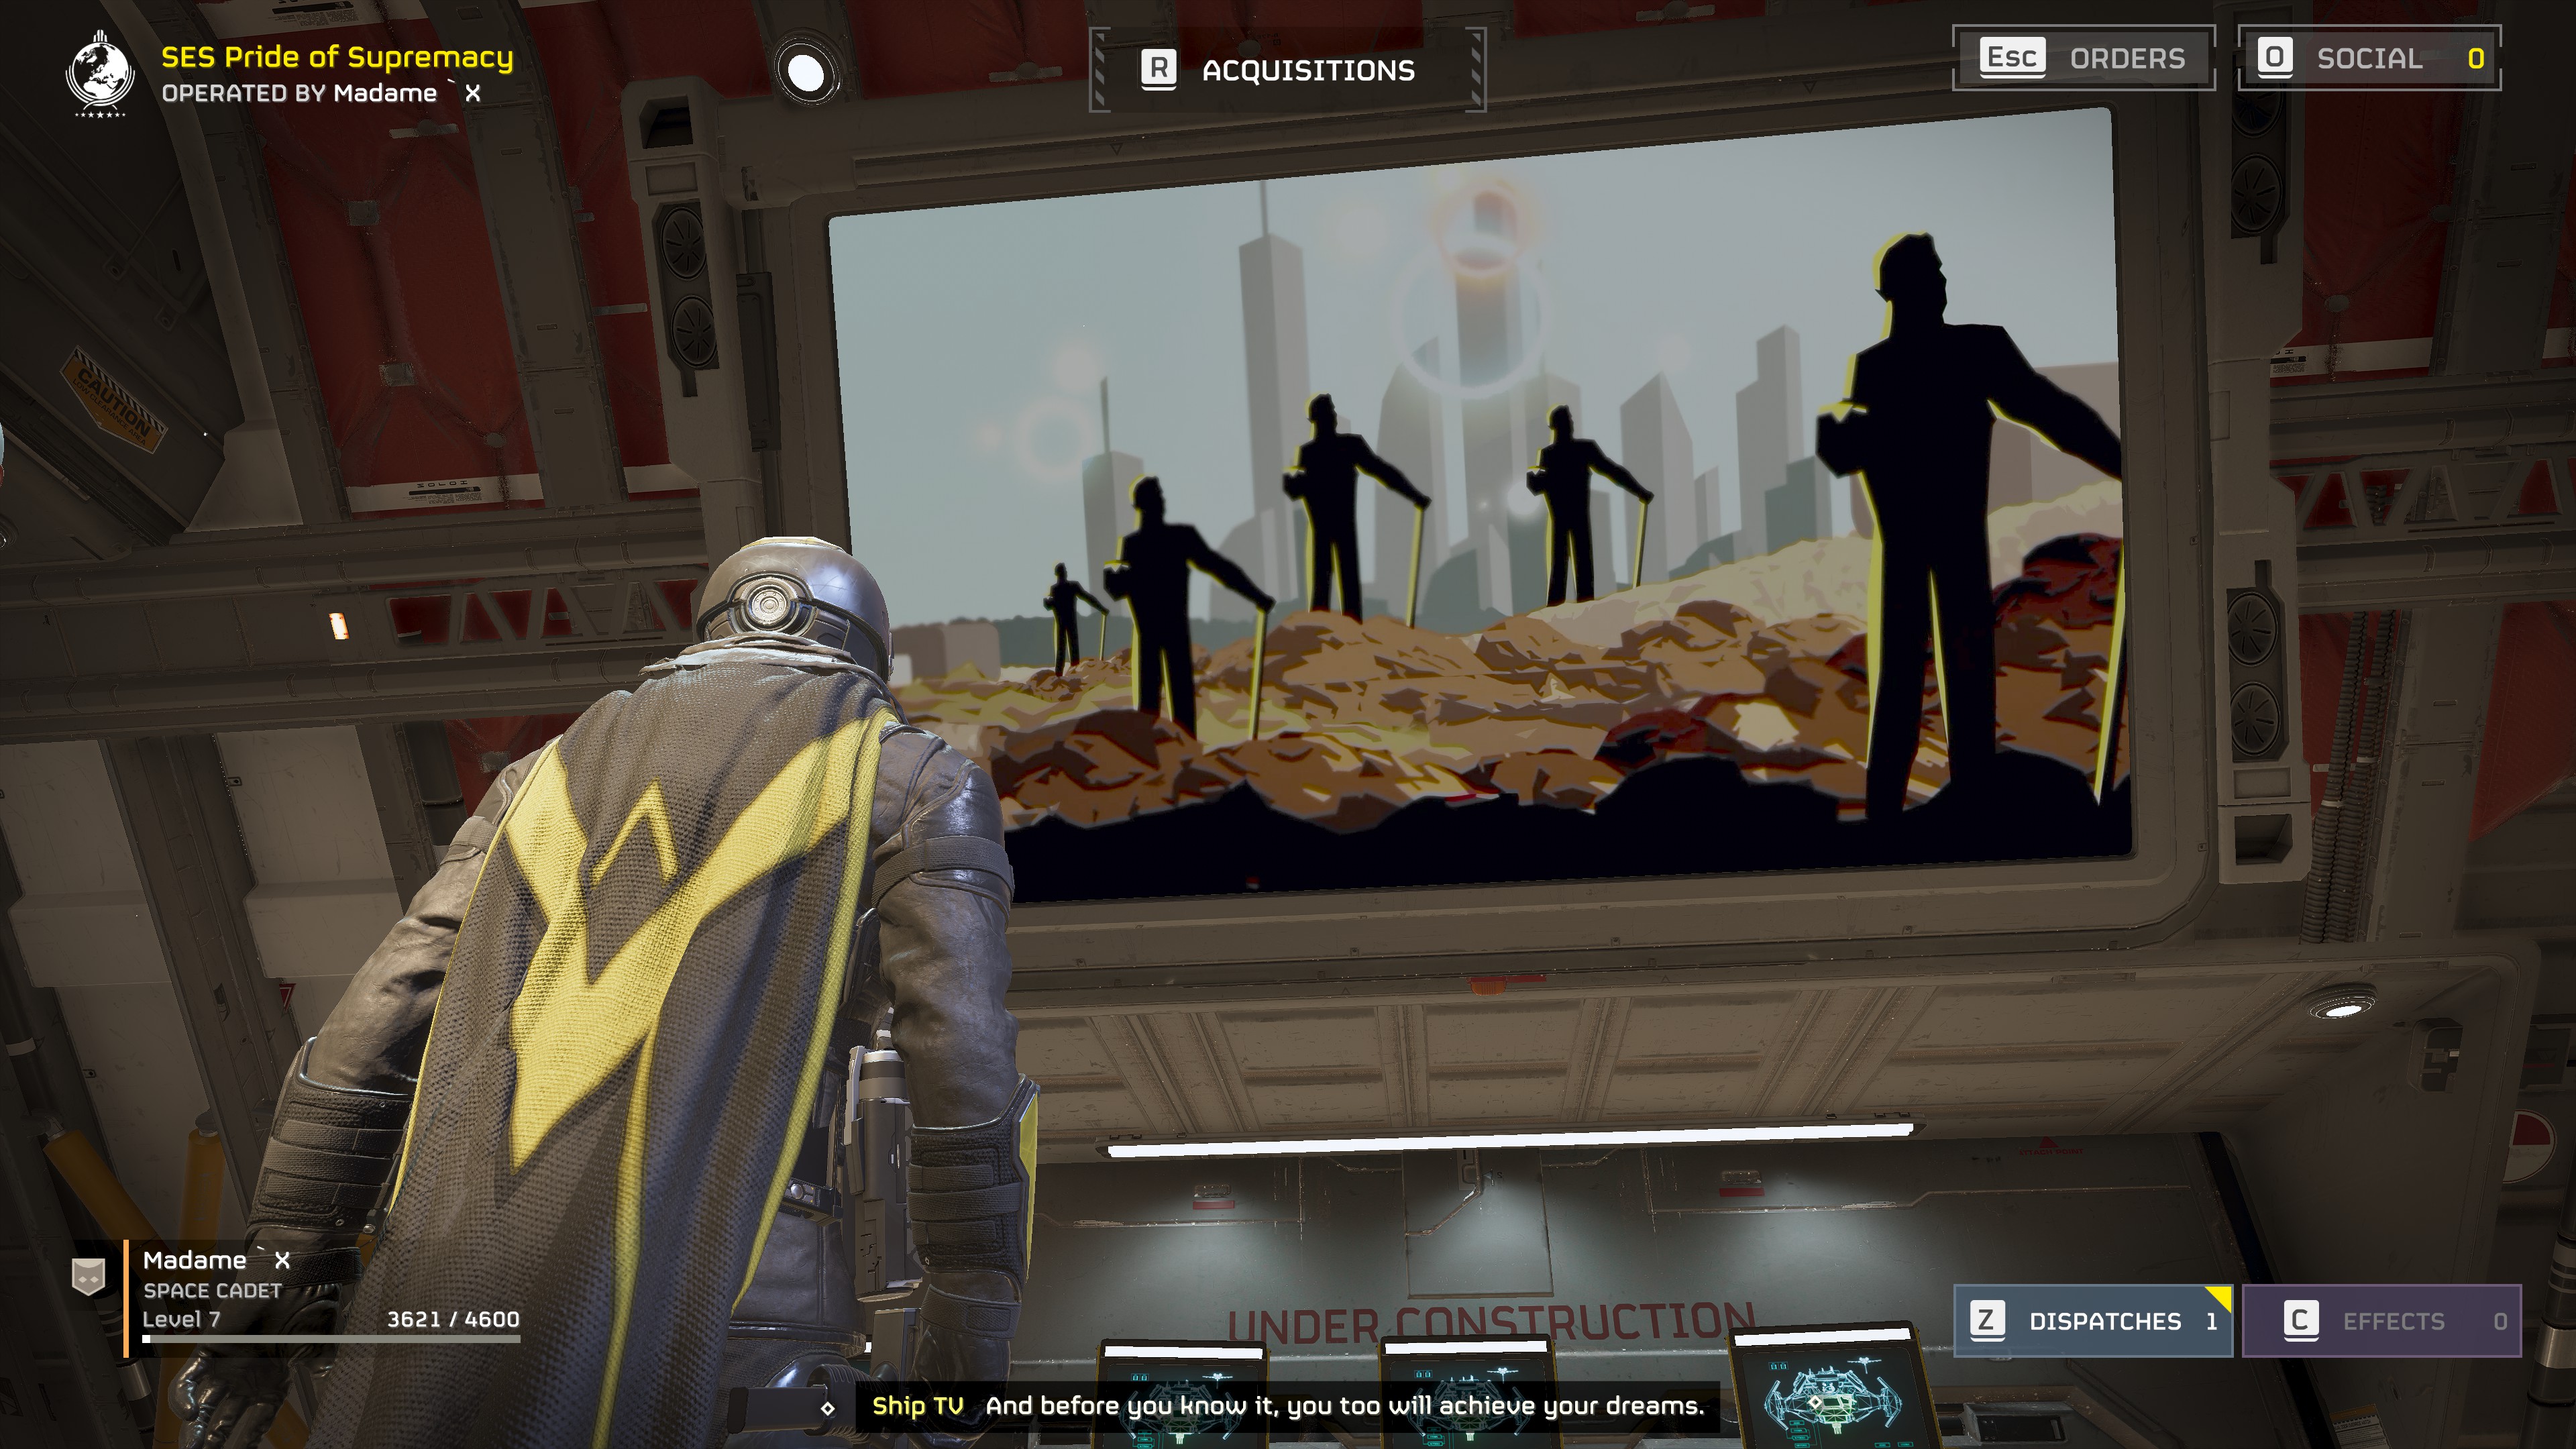 SES Pride of Supremacy
OPERATED BY Madame ` X
R ACQUISITIONS
Esc ORDERS
O SOCIAL 0
CAUTION
UNDER CONSTRUCTION
Madame ` X
SPACE CADET
Level 7
3621 / 4600
Z DISPATCHES 1
C EFFECTS 0
Ship TV And before you know it, you too will achieve your dreams.